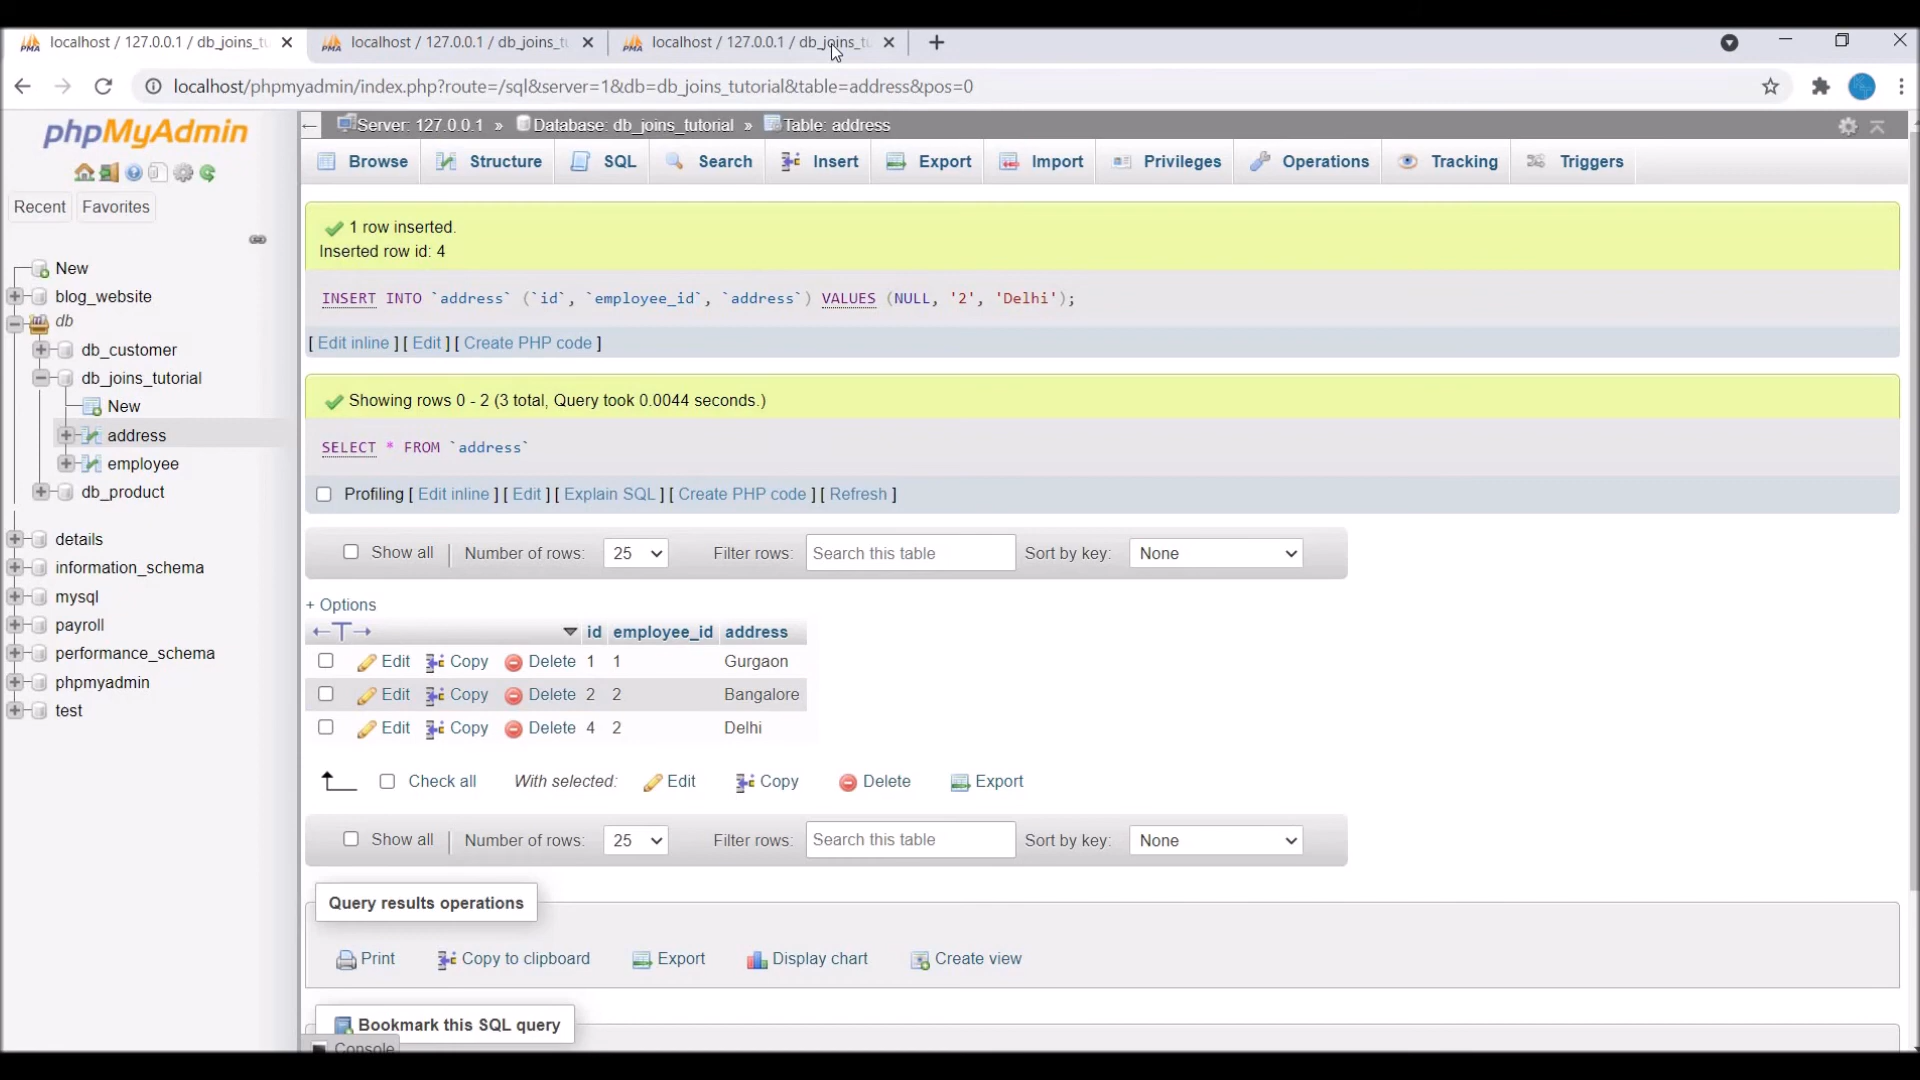 localhost / 127.0.0.1 / db_joins_tu
localhost / 127.0.0.1 / db_joins_tu
localhost / 127.0.0.1 / db_joins_tu
localhost/phpmyadmin/index.php?route=/sql&server=1&db=db_joins_tutorial&table=address&pos=0
phpMyAdmin
Recent
Favorites
New
blog_website
db
db_customer
db_joins_tutorial
New
address
employee
db_product
details
information_schema
mysql
payroll
performance_schema
phpmyadmin
test
Server: 127.0.0.1 » Database: db_joins_tutorial » Table: address
Browse Structure SQL Search Insert Export Import Privileges Operations Tracking Triggers
1 row inserted.
Inserted row id: 4
INSERT INTO `address` (`id`, `employee_id`, `address`) VALUES (NULL, '2', 'Delhi');
[ Edit inline ] [ Edit ] [ Create PHP code ]
Showing rows 0 - 2 (3 total, Query took 0.0044 seconds.)
SELECT * FROM `address`
Profiling [ Edit inline ] [ Edit ] [ Explain SQL ] [ Create PHP code ] [ Refresh ]
Show all Number of rows: 25 Filter rows: Search this table Sort by key: None
+ Options
id employee_id address
Edit Copy Delete 1 1 Gurgaon
Edit Copy Delete 2 2 Bangalore
Edit Copy Delete 4 2 Delhi
Check all With selected: Edit Copy Delete Export
Show all Number of rows: 25 Filter rows: Search this table Sort by key: None
Query results operations
Print Copy to clipboard Export Display chart Create view
Bookmark this SQL query
Console